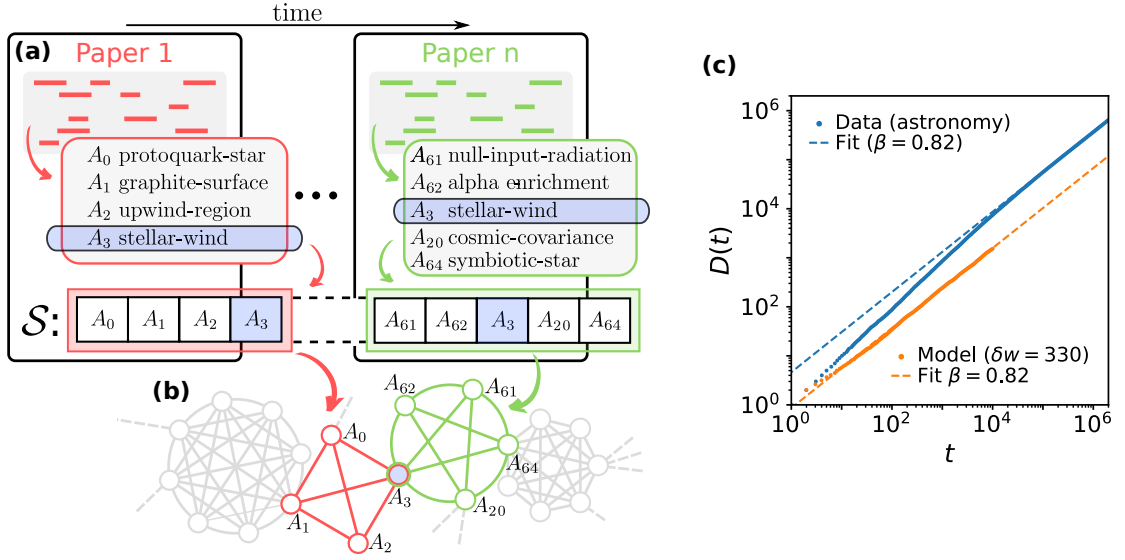 time
(a)
Paper 1
A0 protoquark-star
A1 graphite-surface
A2 upwind-region
A3 stellar-wind
Paper n
A61 null-input-radiation
A62 alpha enrichment
A3 stellar-wind
A20 cosmic-covariance
A64 symbiotic-star
S: A0 A1 A2 A3 A61 A62 A3 A20 A64
(b)
A62
A61
A0
A64
A3
A1
A20
A2
(c)
D(t)
10^6
10^4
10^2
10^0
Data (astronomy)
Fit (β = 0.82)
Model (δw = 330)
Fit β = 0.82
10^0 10^2 10^4 10^6
t